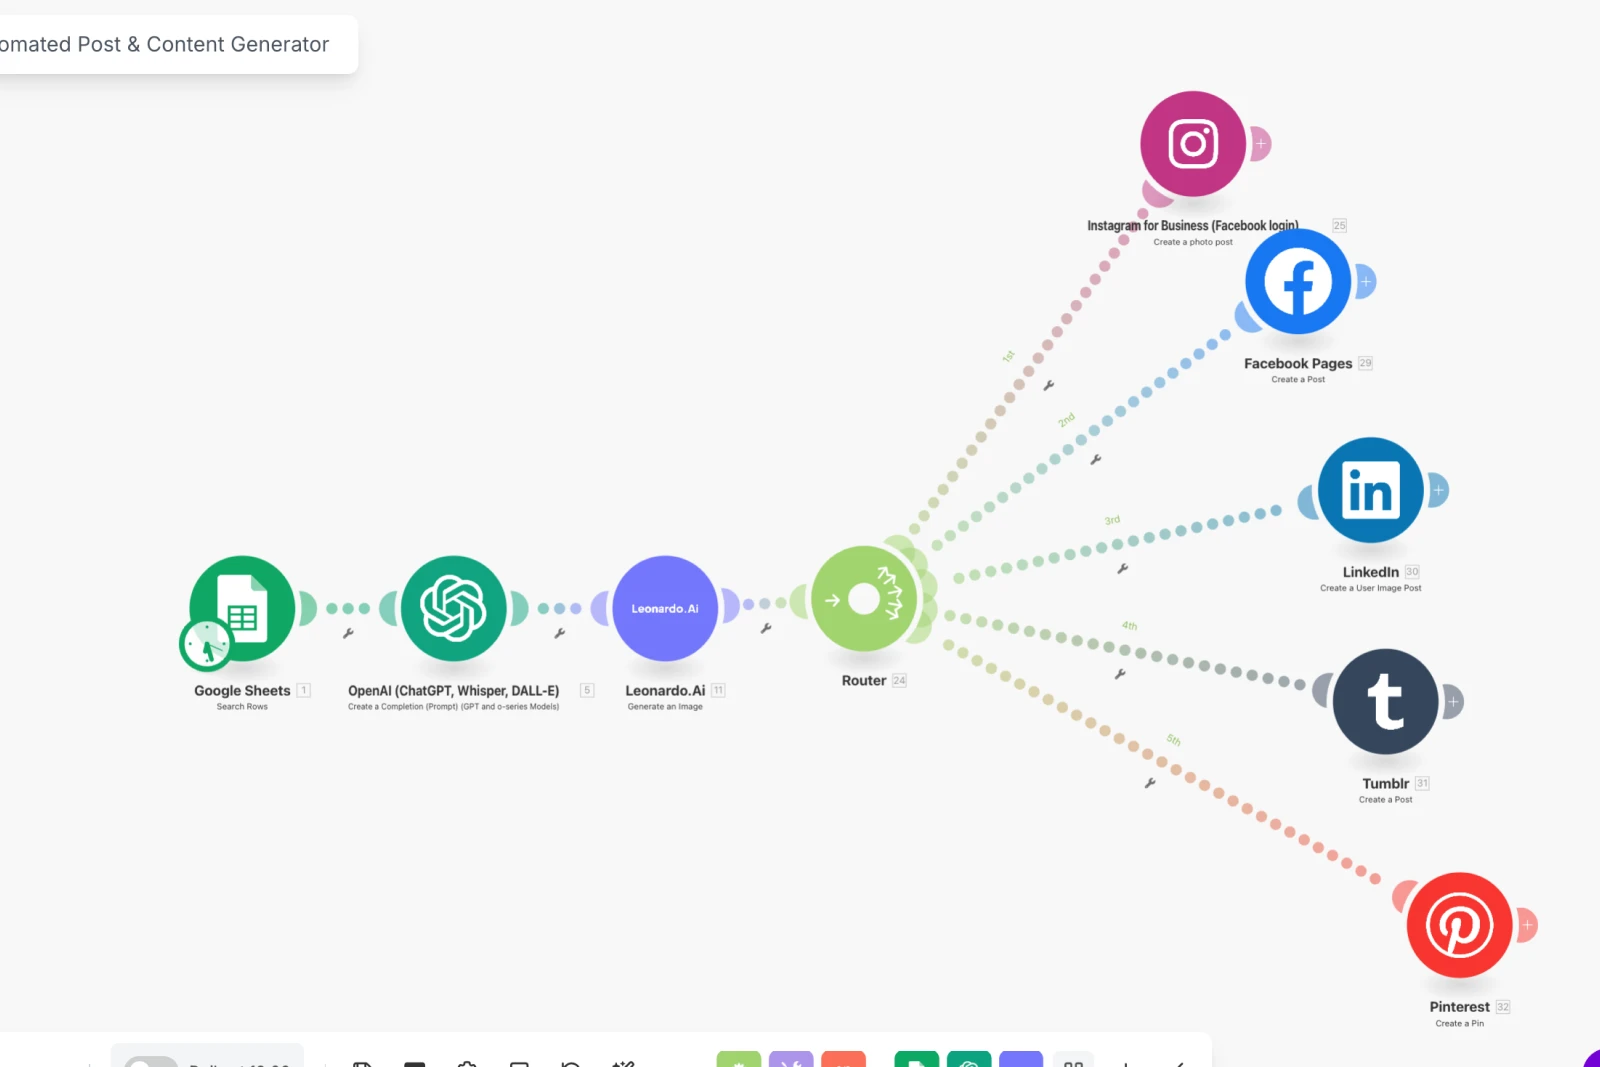 omated Post & Content Generator
Instagram for Business (Facebook login) 25
Create a photo post
Facebook Pages 29
Create a Post
1st
2nd
3rd
LinkedIn 30
Create a User Image Post
Leonardo.Ai
Google Sheets 1
Search Rows
OpenAI (ChatGPT, Whisper, DALL-E) 5
Create a Completion (Prompt) (GPT and o-series Models)
Leonardo.Ai 11
Generate an Image
Router 24
4th
5th
Tumblr 31
Create a Post
Pinterest 32
Create a Pin